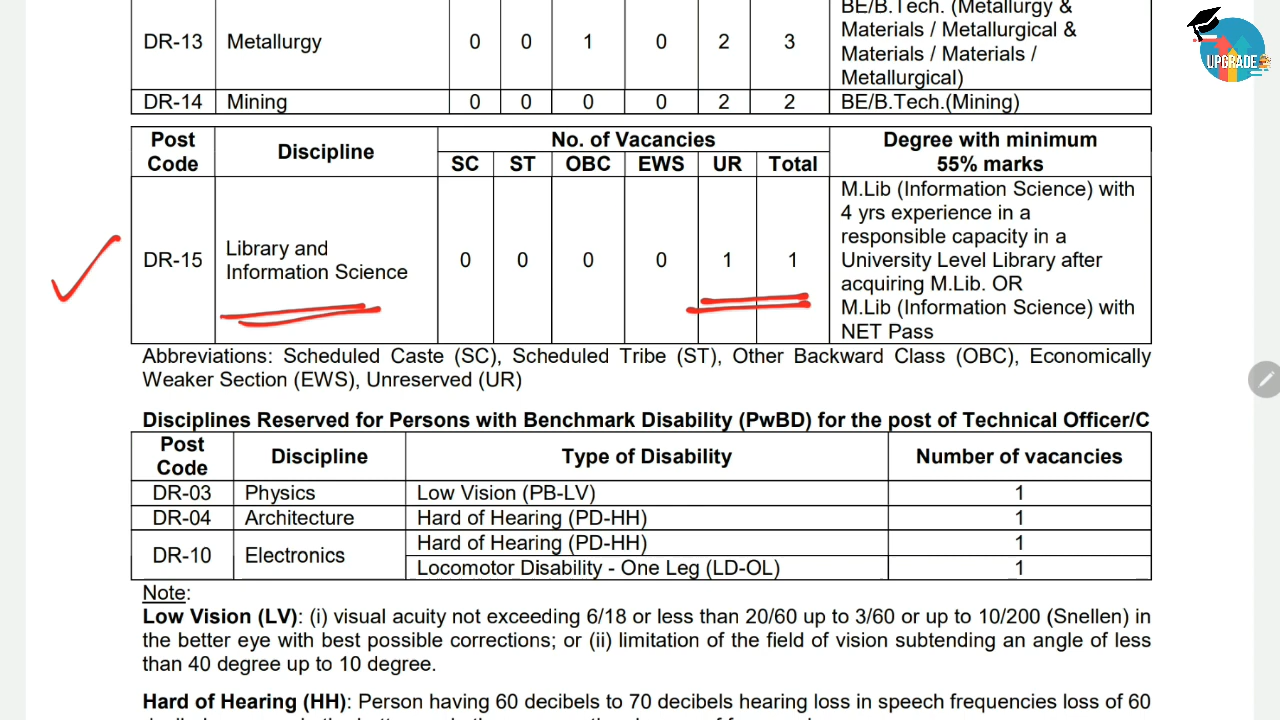 BE/B.Tech. (Metallurgy &
DR-13 Metallurgy 0 0 1 0 2 3 Materials / Metallurgical &
Materials / Materials /
Metallurgical)
DR-14 Mining 0 0 0 0 2 2 BE/B.Tech.(Mining)
UPGRADE
Post Code Discipline No. of Vacancies Degree with minimum 55% marks
SC ST OBC EWS UR Total
DR-15 Library and Information Science 0 0 0 0 1 1
M.Lib (Information Science) with
4 yrs experience in a
responsible capacity in a
University Level Library after
acquiring M.Lib. OR
M.Lib (Information Science) with
NET Pass
Abbreviations: Scheduled Caste (SC), Scheduled Tribe (ST), Other Backward Class (OBC), Economically
Weaker Section (EWS), Unreserved (UR)
Disciplines Reserved for Persons with Benchmark Disability (PwBD) for the post of Technical Officer/C
Post Code Discipline Type of Disability Number of vacancies
DR-03 Physics Low Vision (PB-LV) 1
DR-04 Architecture Hard of Hearing (PD-HH) 1
DR-10 Electronics Hard of Hearing (PD-HH) 1
Locomotor Disability - One Leg (LD-OL) 1
Note:
Low Vision (LV): (i) visual acuity not exceeding 6/18 or less than 20/60 up to 3/60 or up to 10/200 (Snellen) in
the better eye with best possible corrections; or (ii) limitation of the field of vision subtending an angle of less
than 40 degree up to 10 degree.
Hard of Hearing (HH): Person having 60 decibels to 70 decibels hearing loss in speech frequencies loss of 60